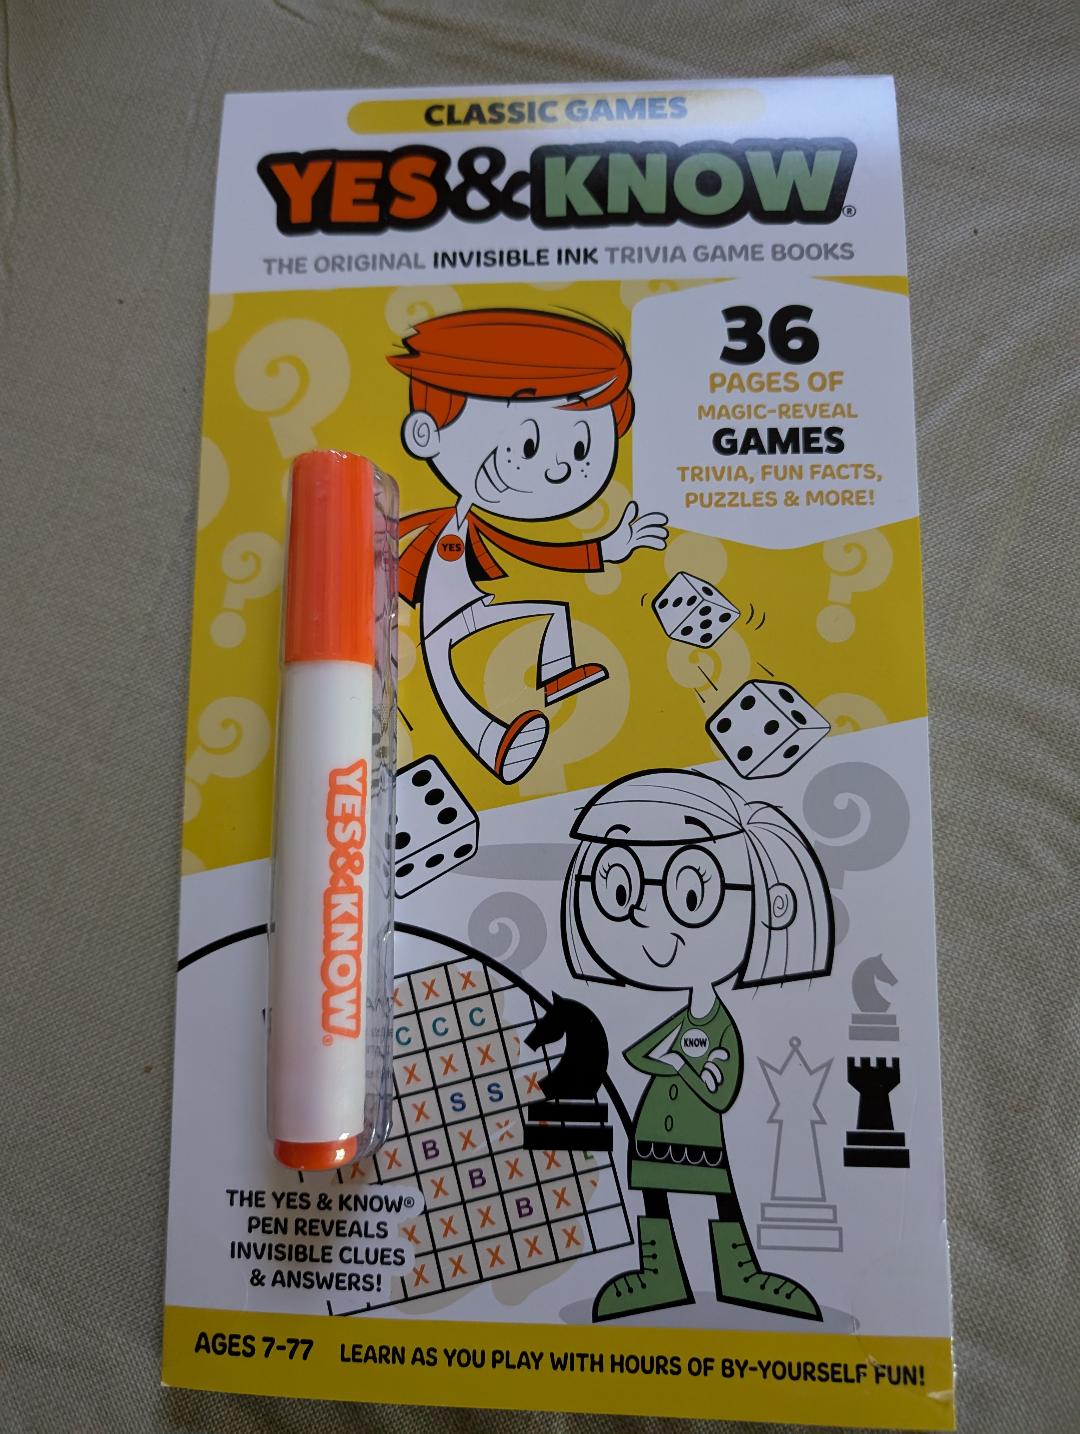 CLASSIC GAMES
YES&KNOW®
THE ORIGINAL INVISIBLE INK TRIVIA GAME BOOKS
36
PAGES OF
MAGIC-REVEAL
GAMES
TRIVIA, FUN FACTS,
PUZZLES & MORE!
YES
YES&KNOW®
KNOW
X X X
C C C
X X X
X S S X
X X B X X
X B X X
X X X B X
X X X X X
THE YES & KNOW®
PEN REVEALS
INVISIBLE CLUES
& ANSWERS!
AGES 7-77 LEARN AS YOU PLAY WITH HOURS OF BY-YOURSELF FUN!